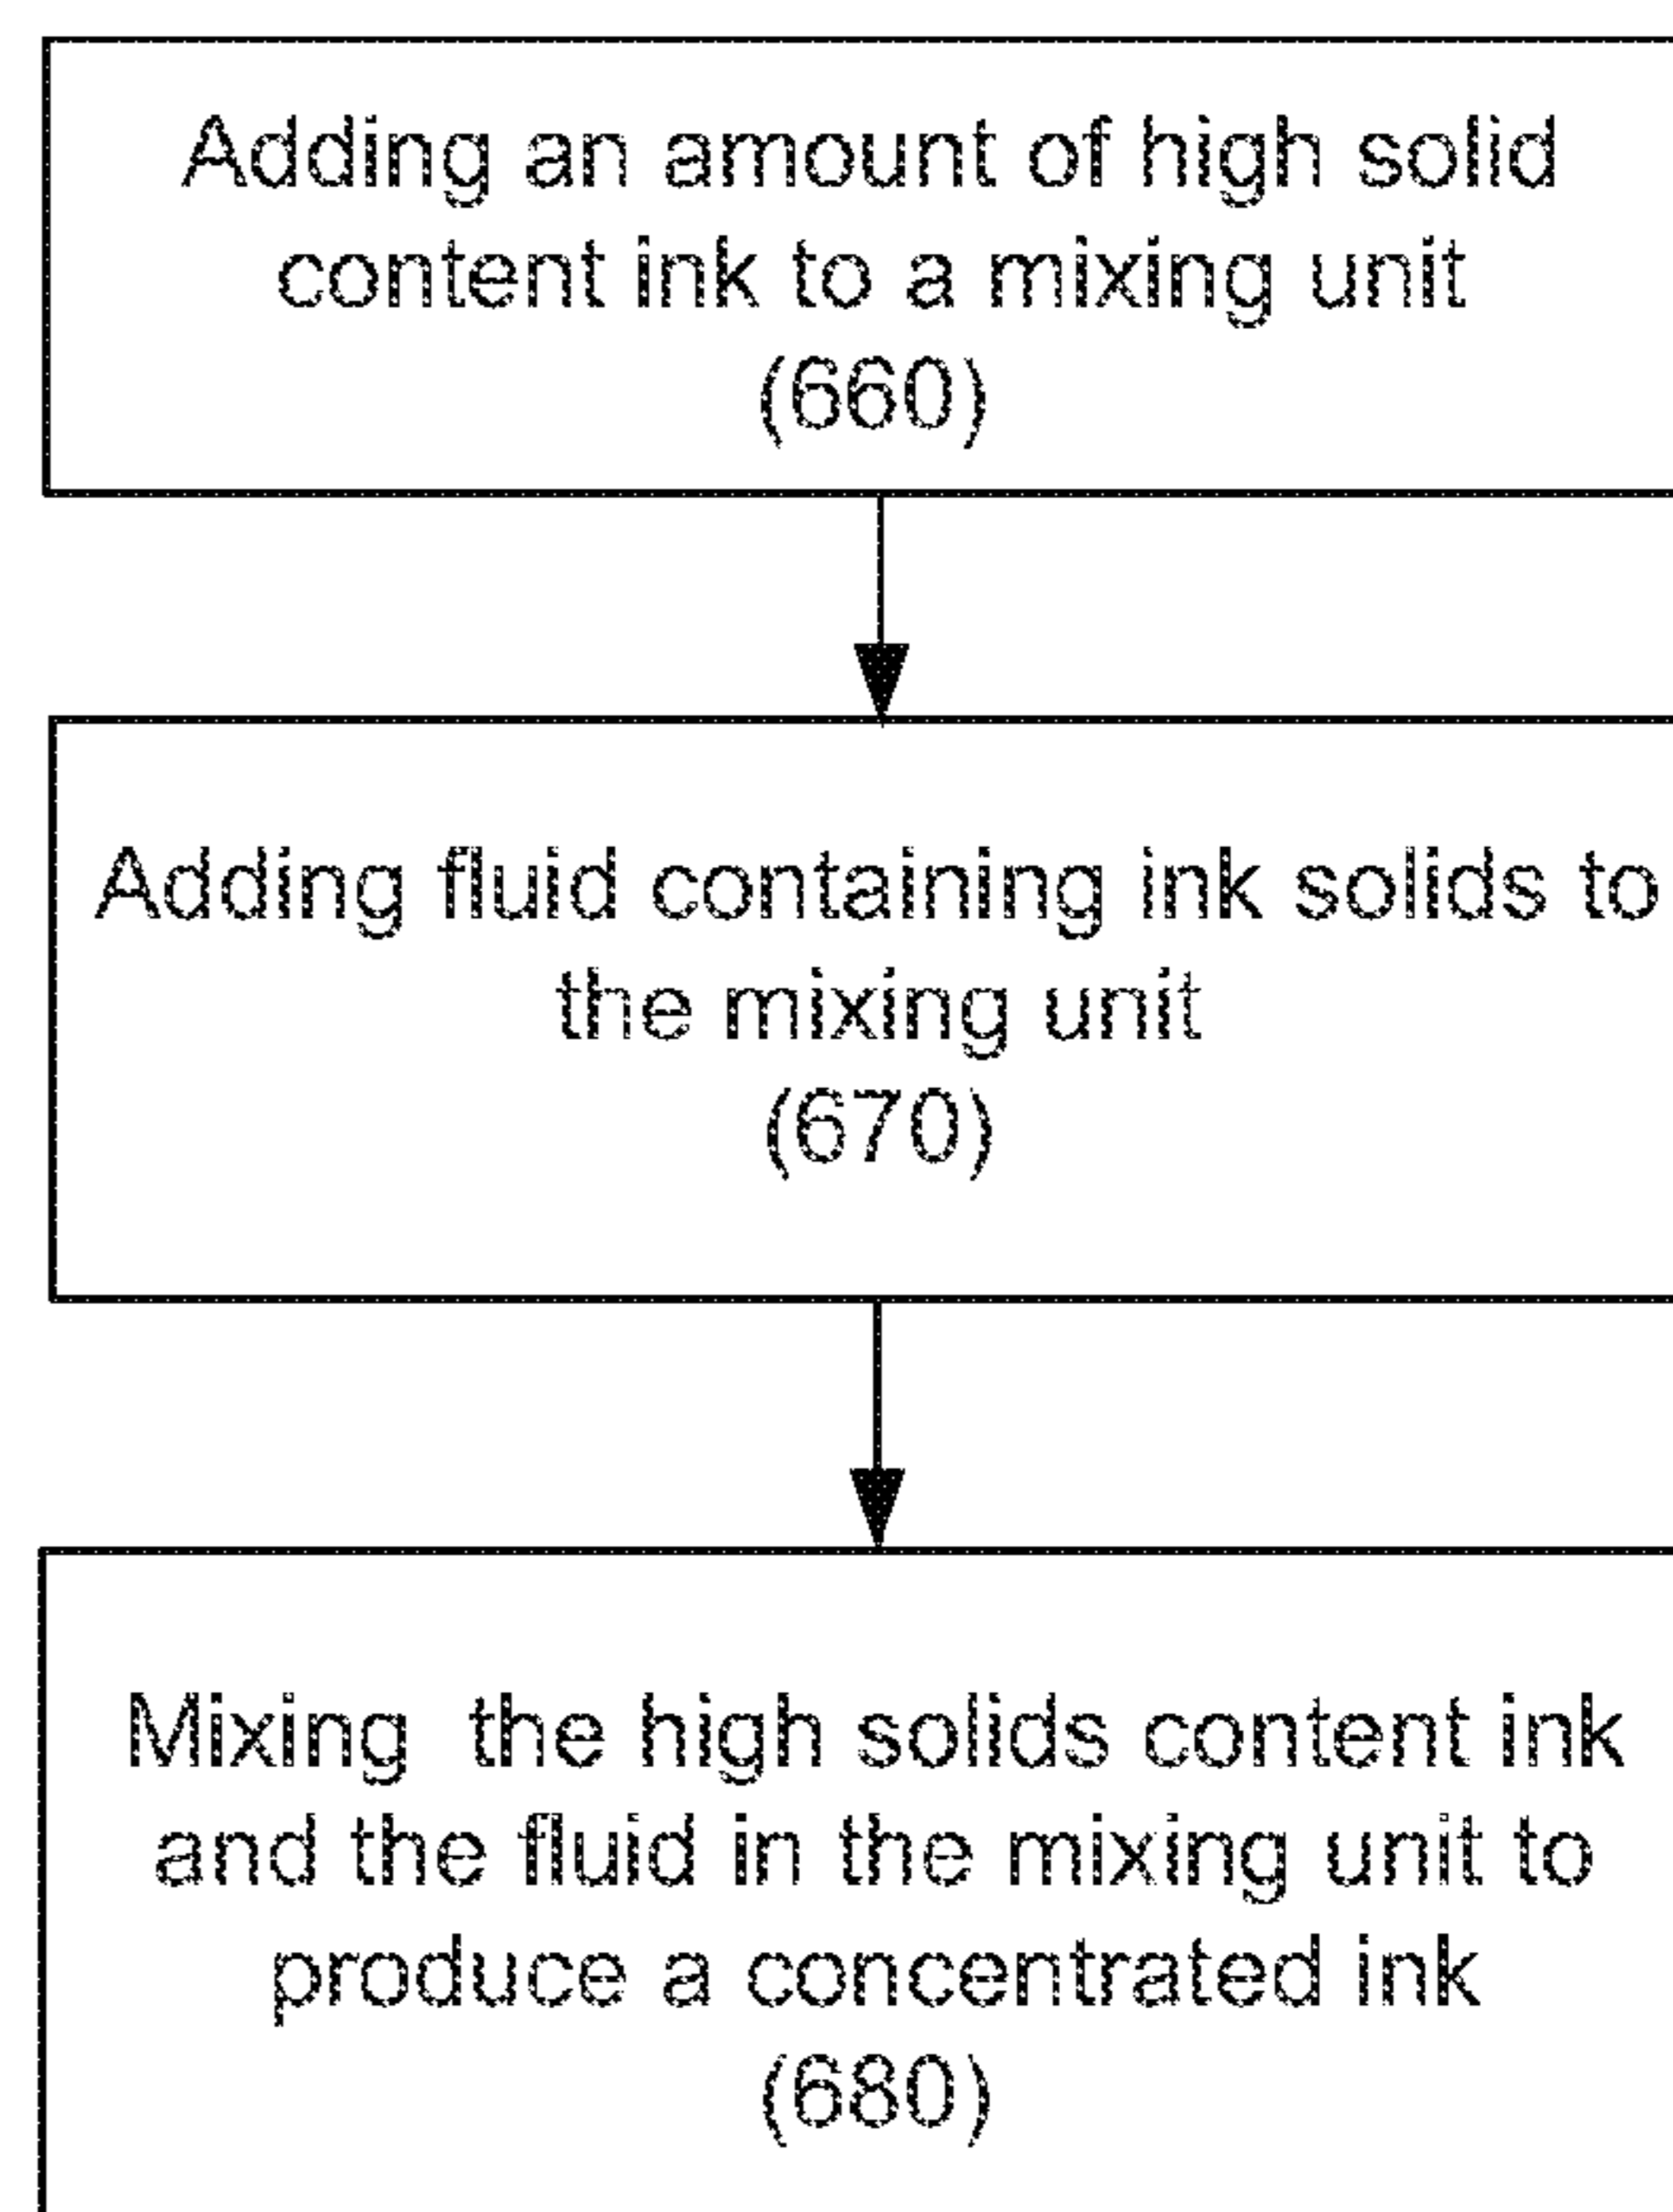 Adding an amount of high solid
content ink to a mixing unit
(660)
Adding fluid containing ink solids to
the mixing unit
(670)
Mixing  the high solids content ink
and the fluid in the mixing unit to
produce a concentrated ink
(680)